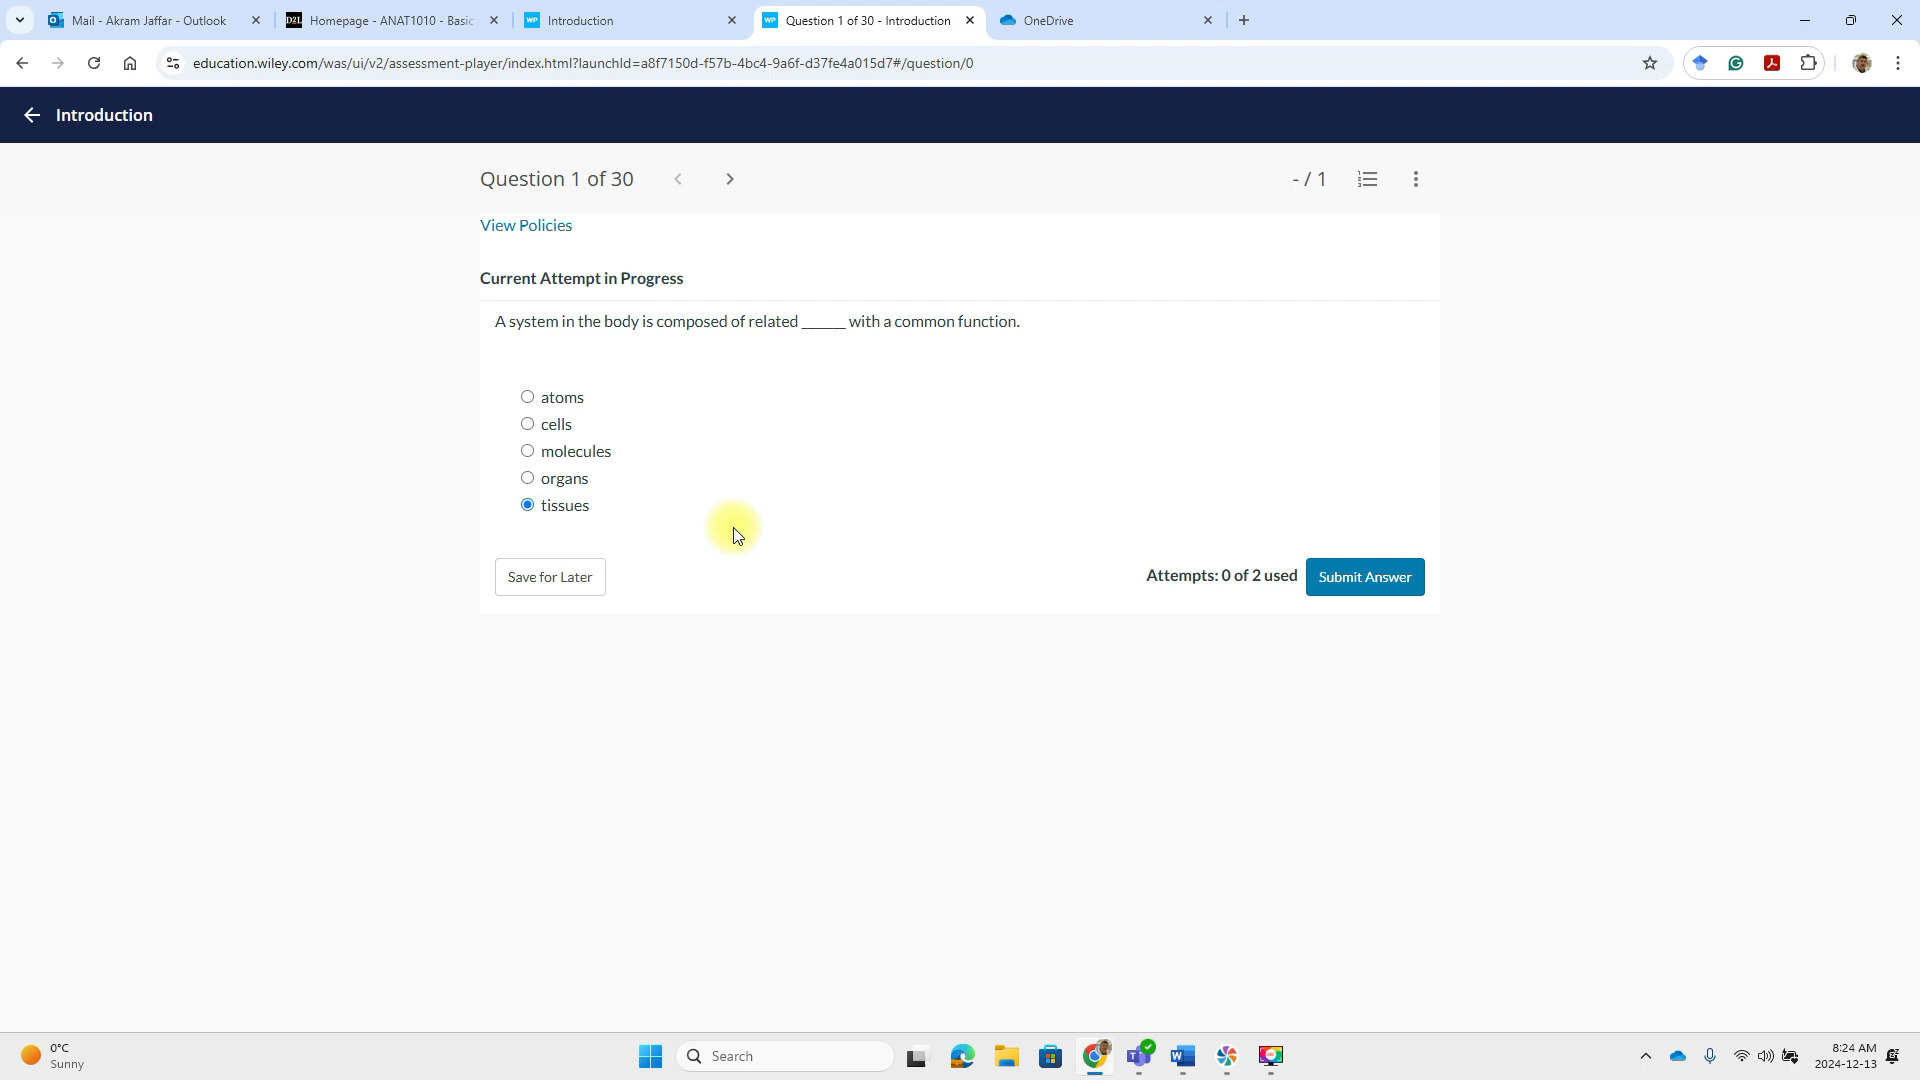 Mail - Akram Jaffar - Outlook
D2L Homepage - ANAT1010 - Basic
WP Introduction
WP Question 1 of 30 - Introduction
OneDrive
education.wiley.com/was/ui/v2/assessment-player/index.html?launchId=a8f7150d-f57b-4bc4-9a6f-d37fe4a015d7#/question/0
Introduction
Question 1 of 30
- / 1
View Policies
Current Attempt in Progress
A system in the body is composed of related ______ with a common function.
atoms
cells
molecules
organs
tissues
Save for Later
Attempts: 0 of 2 used
Submit Answer
0°C
Sunny
Search
8:24 AM
2024-12-13